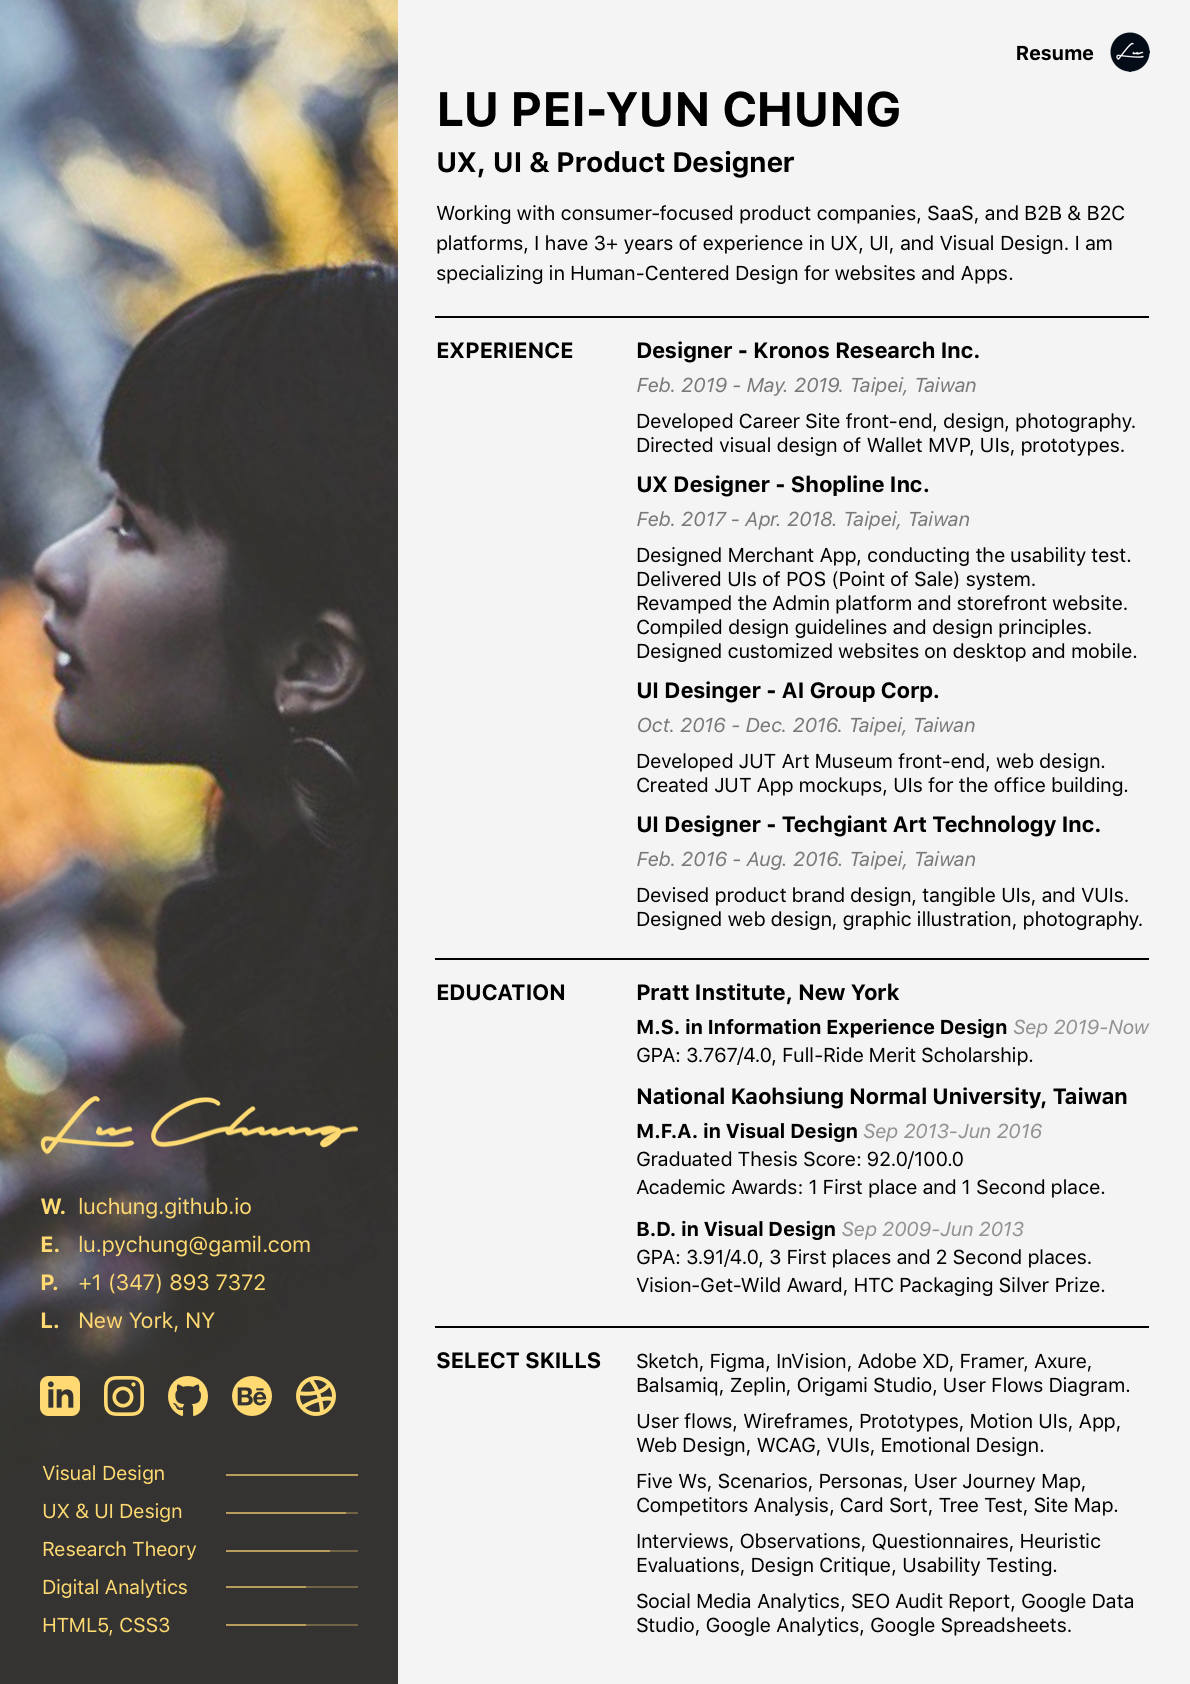 Resume
Lu
LU PEI-YUN CHUNG
UX, UI & Product Designer
Working with consumer-focused product companies, SaaS, and B2B & B2C
platforms, I have 3+ years of experience in UX, UI, and Visual Design. I am
specializing in Human-Centered Design for websites and Apps.
EXPERIENCE
Designer - Kronos Research Inc.
Feb. 2019 - May. 2019. Taipei, Taiwan
Developed Career Site front-end, design, photography.
Directed visual design of Wallet MVP, UIs, prototypes.
UX Designer - Shopline Inc.
Feb. 2017 - Apr. 2018. Taipei, Taiwan
Designed Merchant App, conducting the usability test.
Delivered UIs of POS (Point of Sale) system.
Revamped the Admin platform and storefront website.
Compiled design guidelines and design principles.
Designed customized websites on desktop and mobile.
UI Desinger - AI Group Corp.
Oct. 2016 - Dec. 2016. Taipei, Taiwan
Developed JUT Art Museum front-end, web design.
Created JUT App mockups, UIs for the office building.
UI Designer - Techgiant Art Technology Inc.
Feb. 2016 - Aug. 2016. Taipei, Taiwan
Devised product brand design, tangible UIs, and VUIs.
Designed web design, graphic illustration, photography.
EDUCATION
Pratt Institute, New York
M.S. in Information Experience Design Sep 2019-Now
GPA: 3.767/4.0, Full-Ride Merit Scholarship.
National Kaohsiung Normal University, Taiwan
M.F.A. in Visual Design Sep 2013-Jun 2016
Graduated Thesis Score: 92.0/100.0
Academic Awards: 1 First place and 1 Second place.
B.D. in Visual Design Sep 2009-Jun 2013
GPA: 3.91/4.0, 3 First places and 2 Second places.
Vision-Get-Wild Award, HTC Packaging Silver Prize.
SELECT SKILLS
Sketch, Figma, InVision, Adobe XD, Framer, Axure,
Balsamiq, Zeplin, Origami Studio, User Flows Diagram.
User flows, Wireframes, Prototypes, Motion UIs, App,
Web Design, WCAG, VUIs, Emotional Design.
Five Ws, Scenarios, Personas, User Journey Map,
Competitors Analysis, Card Sort, Tree Test, Site Map.
Interviews, Observations, Questionnaires, Heuristic
Evaluations, Design Critique, Usability Testing.
Social Media Analytics, SEO Audit Report, Google Data
Studio, Google Analytics, Google Spreadsheets.
Lu Chung
W. luchung.github.io
E. lu.pychung@gamil.com
P. +1 (347) 893 7372
L. New York, NY
in
Bē
Visual Design
UX & UI Design
Research Theory
Digital Analytics
HTML5, CSS3